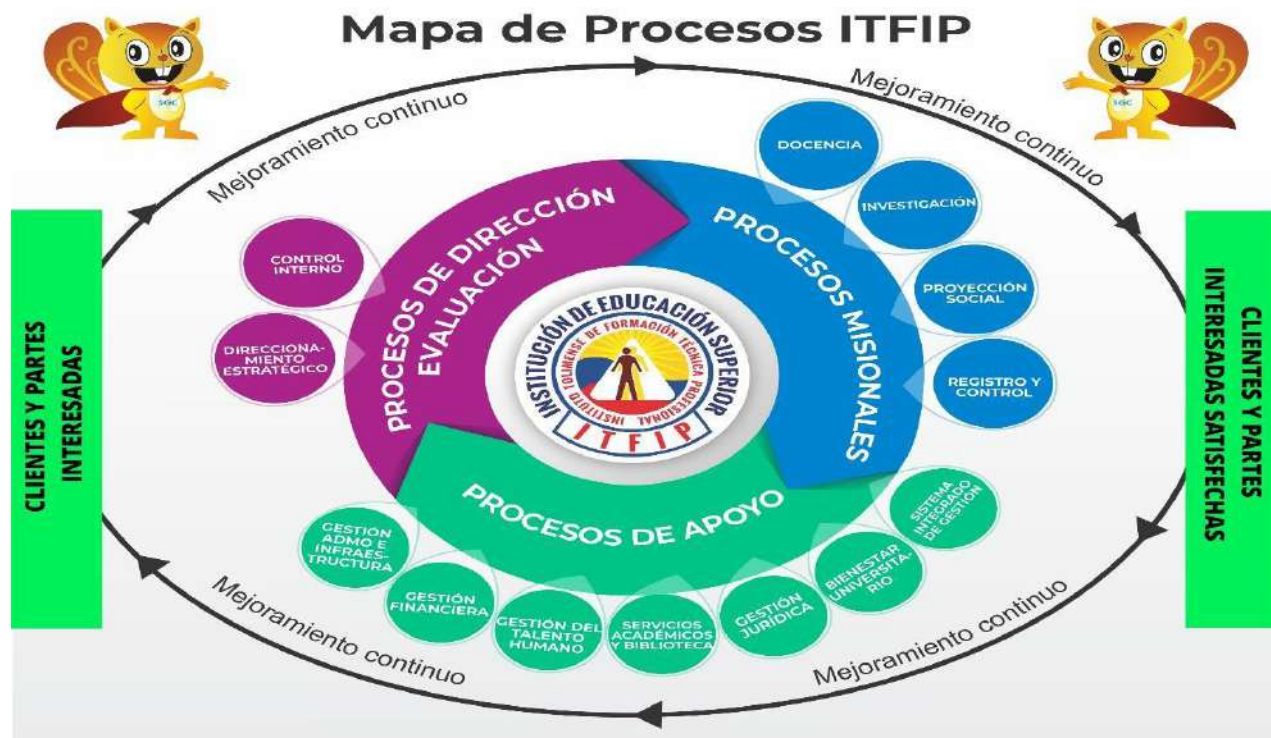 Mapa de Procesos ITFIP
SGC
SGC
Mejoramiento continuo
Mejoramiento continuo
CLIENTES Y PARTES
INTERESADAS
CONTROL
INTERNO
DIRECCIONA-
MIENTO
ESTRATÉGICO
PROCESOS DE DIRECCIÓN
EVALUACIÓN
PROCESOS MISIONALES
DOCENCIA
INVESTIGACIÓN
PROYECCIÓN
SOCIAL
REGISTRO Y
CONTROL
INSTITUCIÓN DE EDUCACIÓN SUPERIOR
INSTITUTO TOLIMENSE DE FORMACIÓN TÉCNICA PROFESIONAL
ITFIP
PROCESOS DE APOYO
GESTIÓN
ADMO E
INFRAES-
TRUCTURA
GESTIÓN
FINANCIERA
GESTIÓN DEL
TALENTO
HUMANO
SERVICIOS
ACADÉMICOS
Y BIBLIOTECA
GESTIÓN
JURÍDICA
BIENESTAR
UNIVERSITA-
RIO
SISTEMA
INTEGRADO
DE GESTIÓN
CLIENTES Y PARTES
INTERESADAS SATISFECHAS
Mejoramiento continuo
Mejoramiento continuo